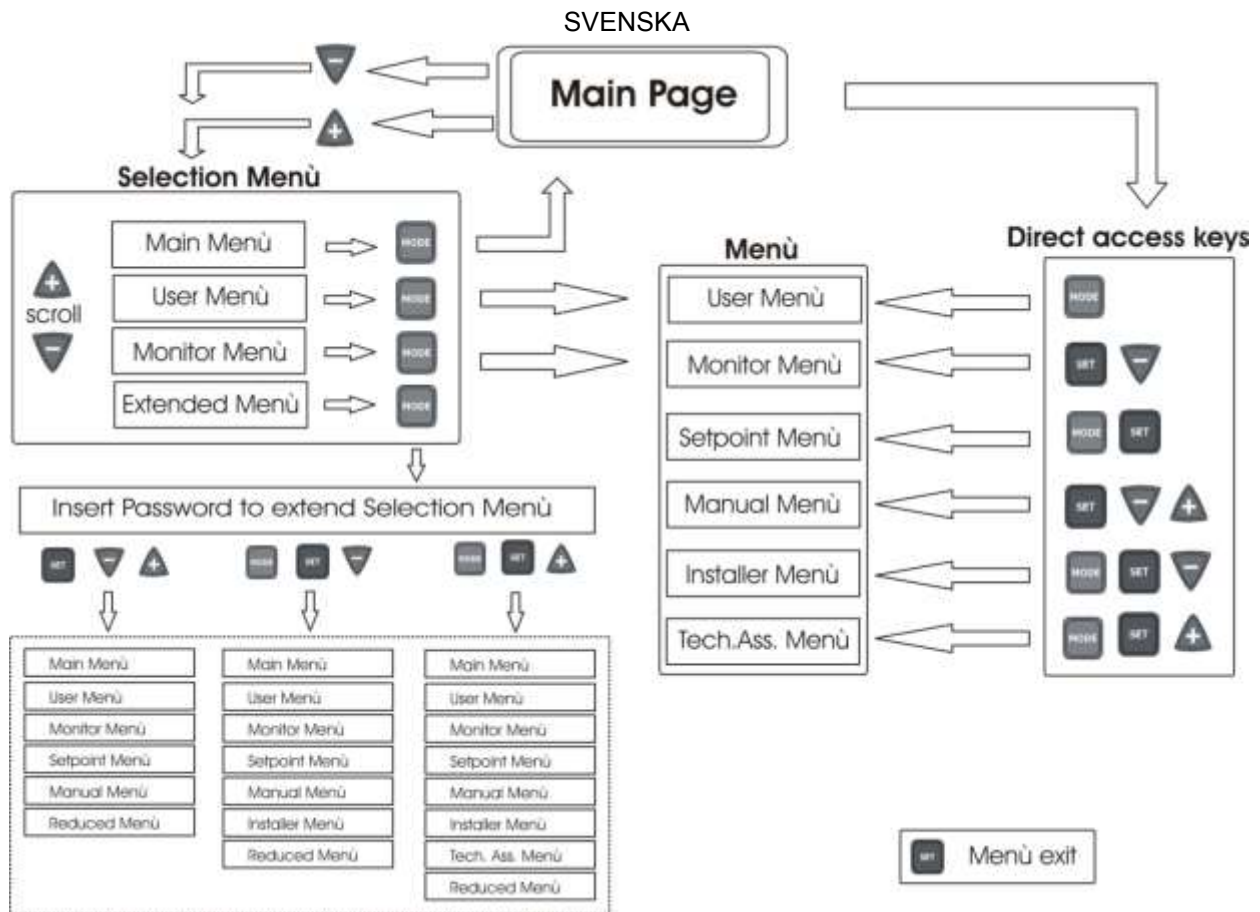 SVENSKA
Main Page
Selection Menù
Main Menù
MODE
User Menù
MODE
scroll
Monitor Menù
MODE
Extended Menù
MODE
Insert Password to extend Selection Menù
SET
MODE SET
MODE SET
Main Menù
User Menù
Monitor Menù
Setpoint Menù
Manual Menù
Reduced Menù
Main Menù
User Menù
Monitor Menù
Setpoint Menù
Manual Menù
Installer Menù
Reduced Menù
Main Menù
User Menù
Monitor Menù
Setpoint Menù
Manual Menù
Installer Menù
Tech. Ass. Menù
Reduced Menù
Menù
User Menù
Monitor Menù
Setpoint Menù
Manual Menù
Installer Menù
Tech.Ass. Menù
Direct access keys
MODE
SET
MODE SET
SET
MODE SET
MODE SET
SET Menù exit